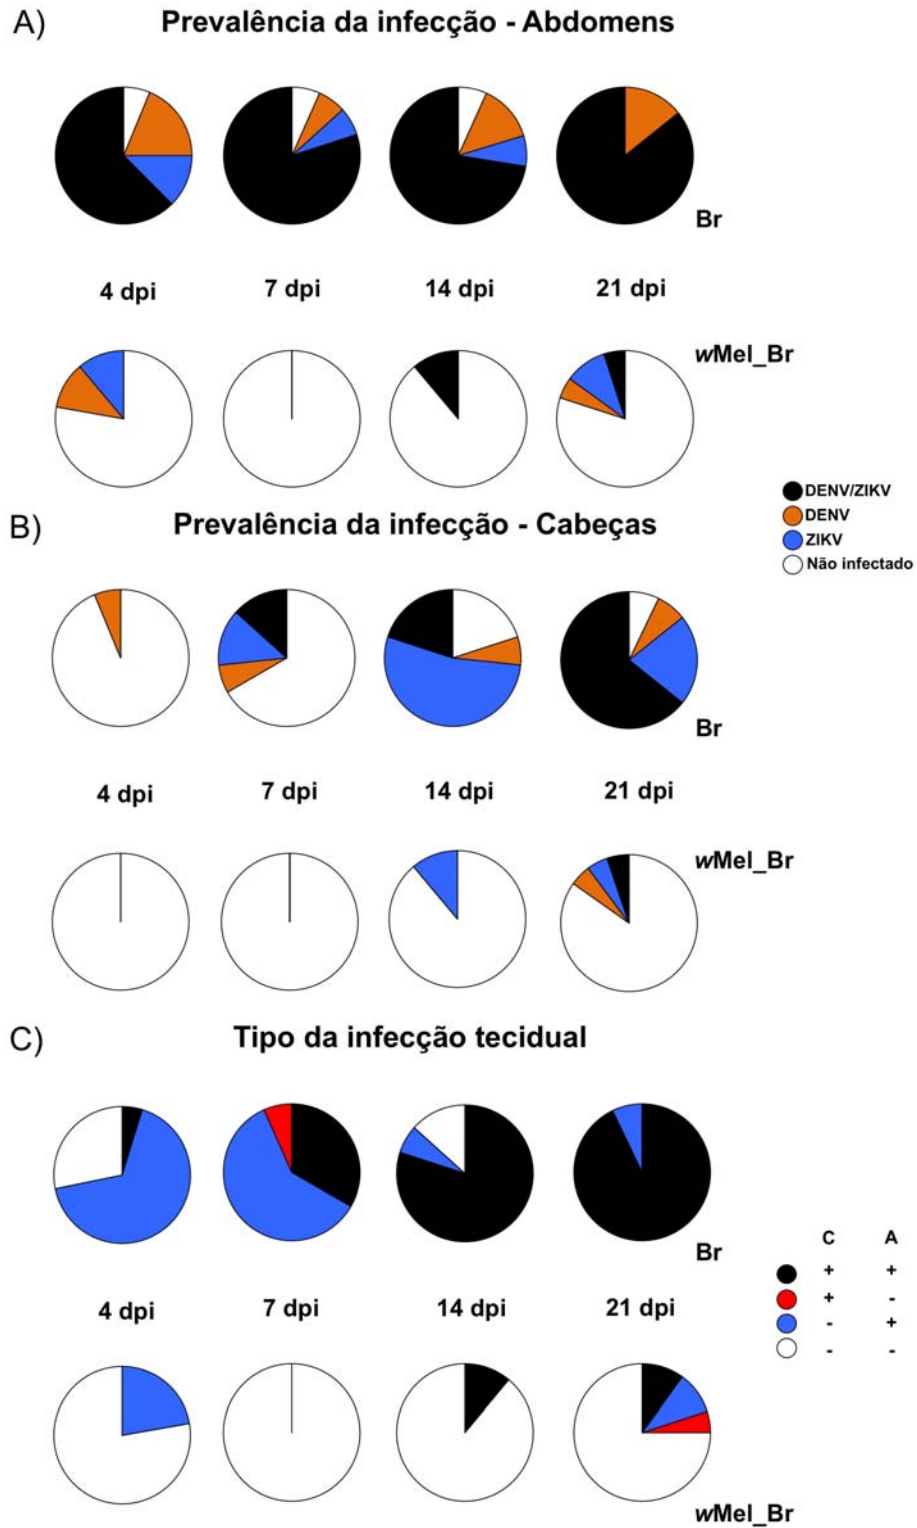 A) Prevalência da infecção - Abdomens
Br
4 dpi 7 dpi 14 dpi 21 dpi
wMel_Br
DENV/ZIKV
DENV
ZIKV
Não infectado
B) Prevalência da infecção - Cabeças
Br
4 dpi 7 dpi 14 dpi 21 dpi
wMel_Br
C) Tipo da infecção tecidual
Br
4 dpi 7 dpi 14 dpi 21 dpi
C A
+ +
+ -
- +
- -
wMel_Br